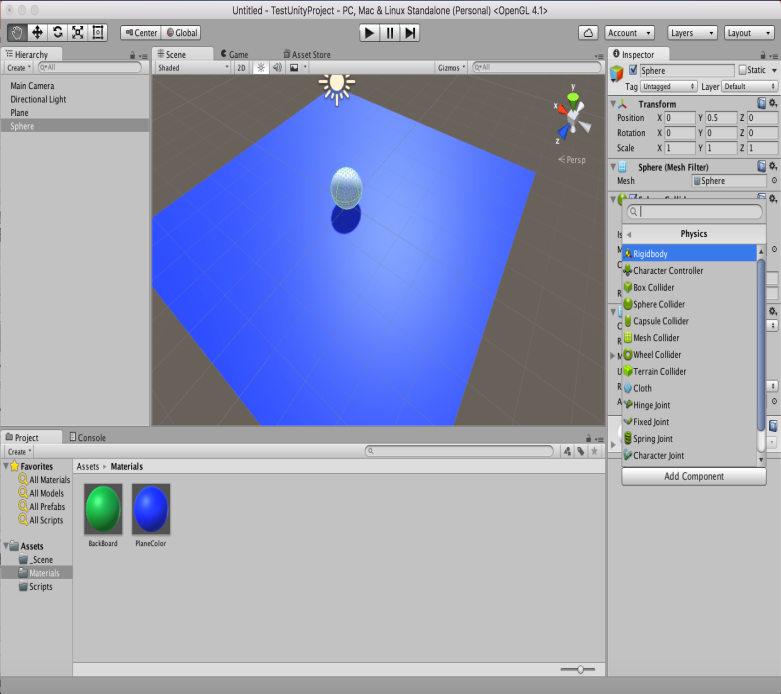 Untitled - TestUnityProject - PC, Mac & Linux Standalone (Personal) <OpenGL 4.1>
Center Global Account Layers Layout
Hierarchy
Create All
Main Camera
Directional Light
Plane
Sphere
Scene Game Asset Store
Shaded 2D Gizmos All
y
x
z
Persp
Inspector
Sphere Static
Tag Untagged Layer Default
Transform
Position X 0 Y 0.5 Z 0
Rotation X 0 Y 0 Z 0
Scale X 1 Y 1 Z 1
Sphere (Mesh Filter)
Mesh Sphere
Physics
Rigidbody
Character Controller
Box Collider
Sphere Collider
Capsule Collider
Mesh Collider
Wheel Collider
Terrain Collider
Cloth
Hinge Joint
Fixed Joint
Spring Joint
Character Joint
Add Component
Project Console
Create
Favorites
All Materials
All Models
All Prefabs
All Scripts
Assets
_Scene
Materials
Scripts
Assets ▸ Materials
BackBoard PlaneColor